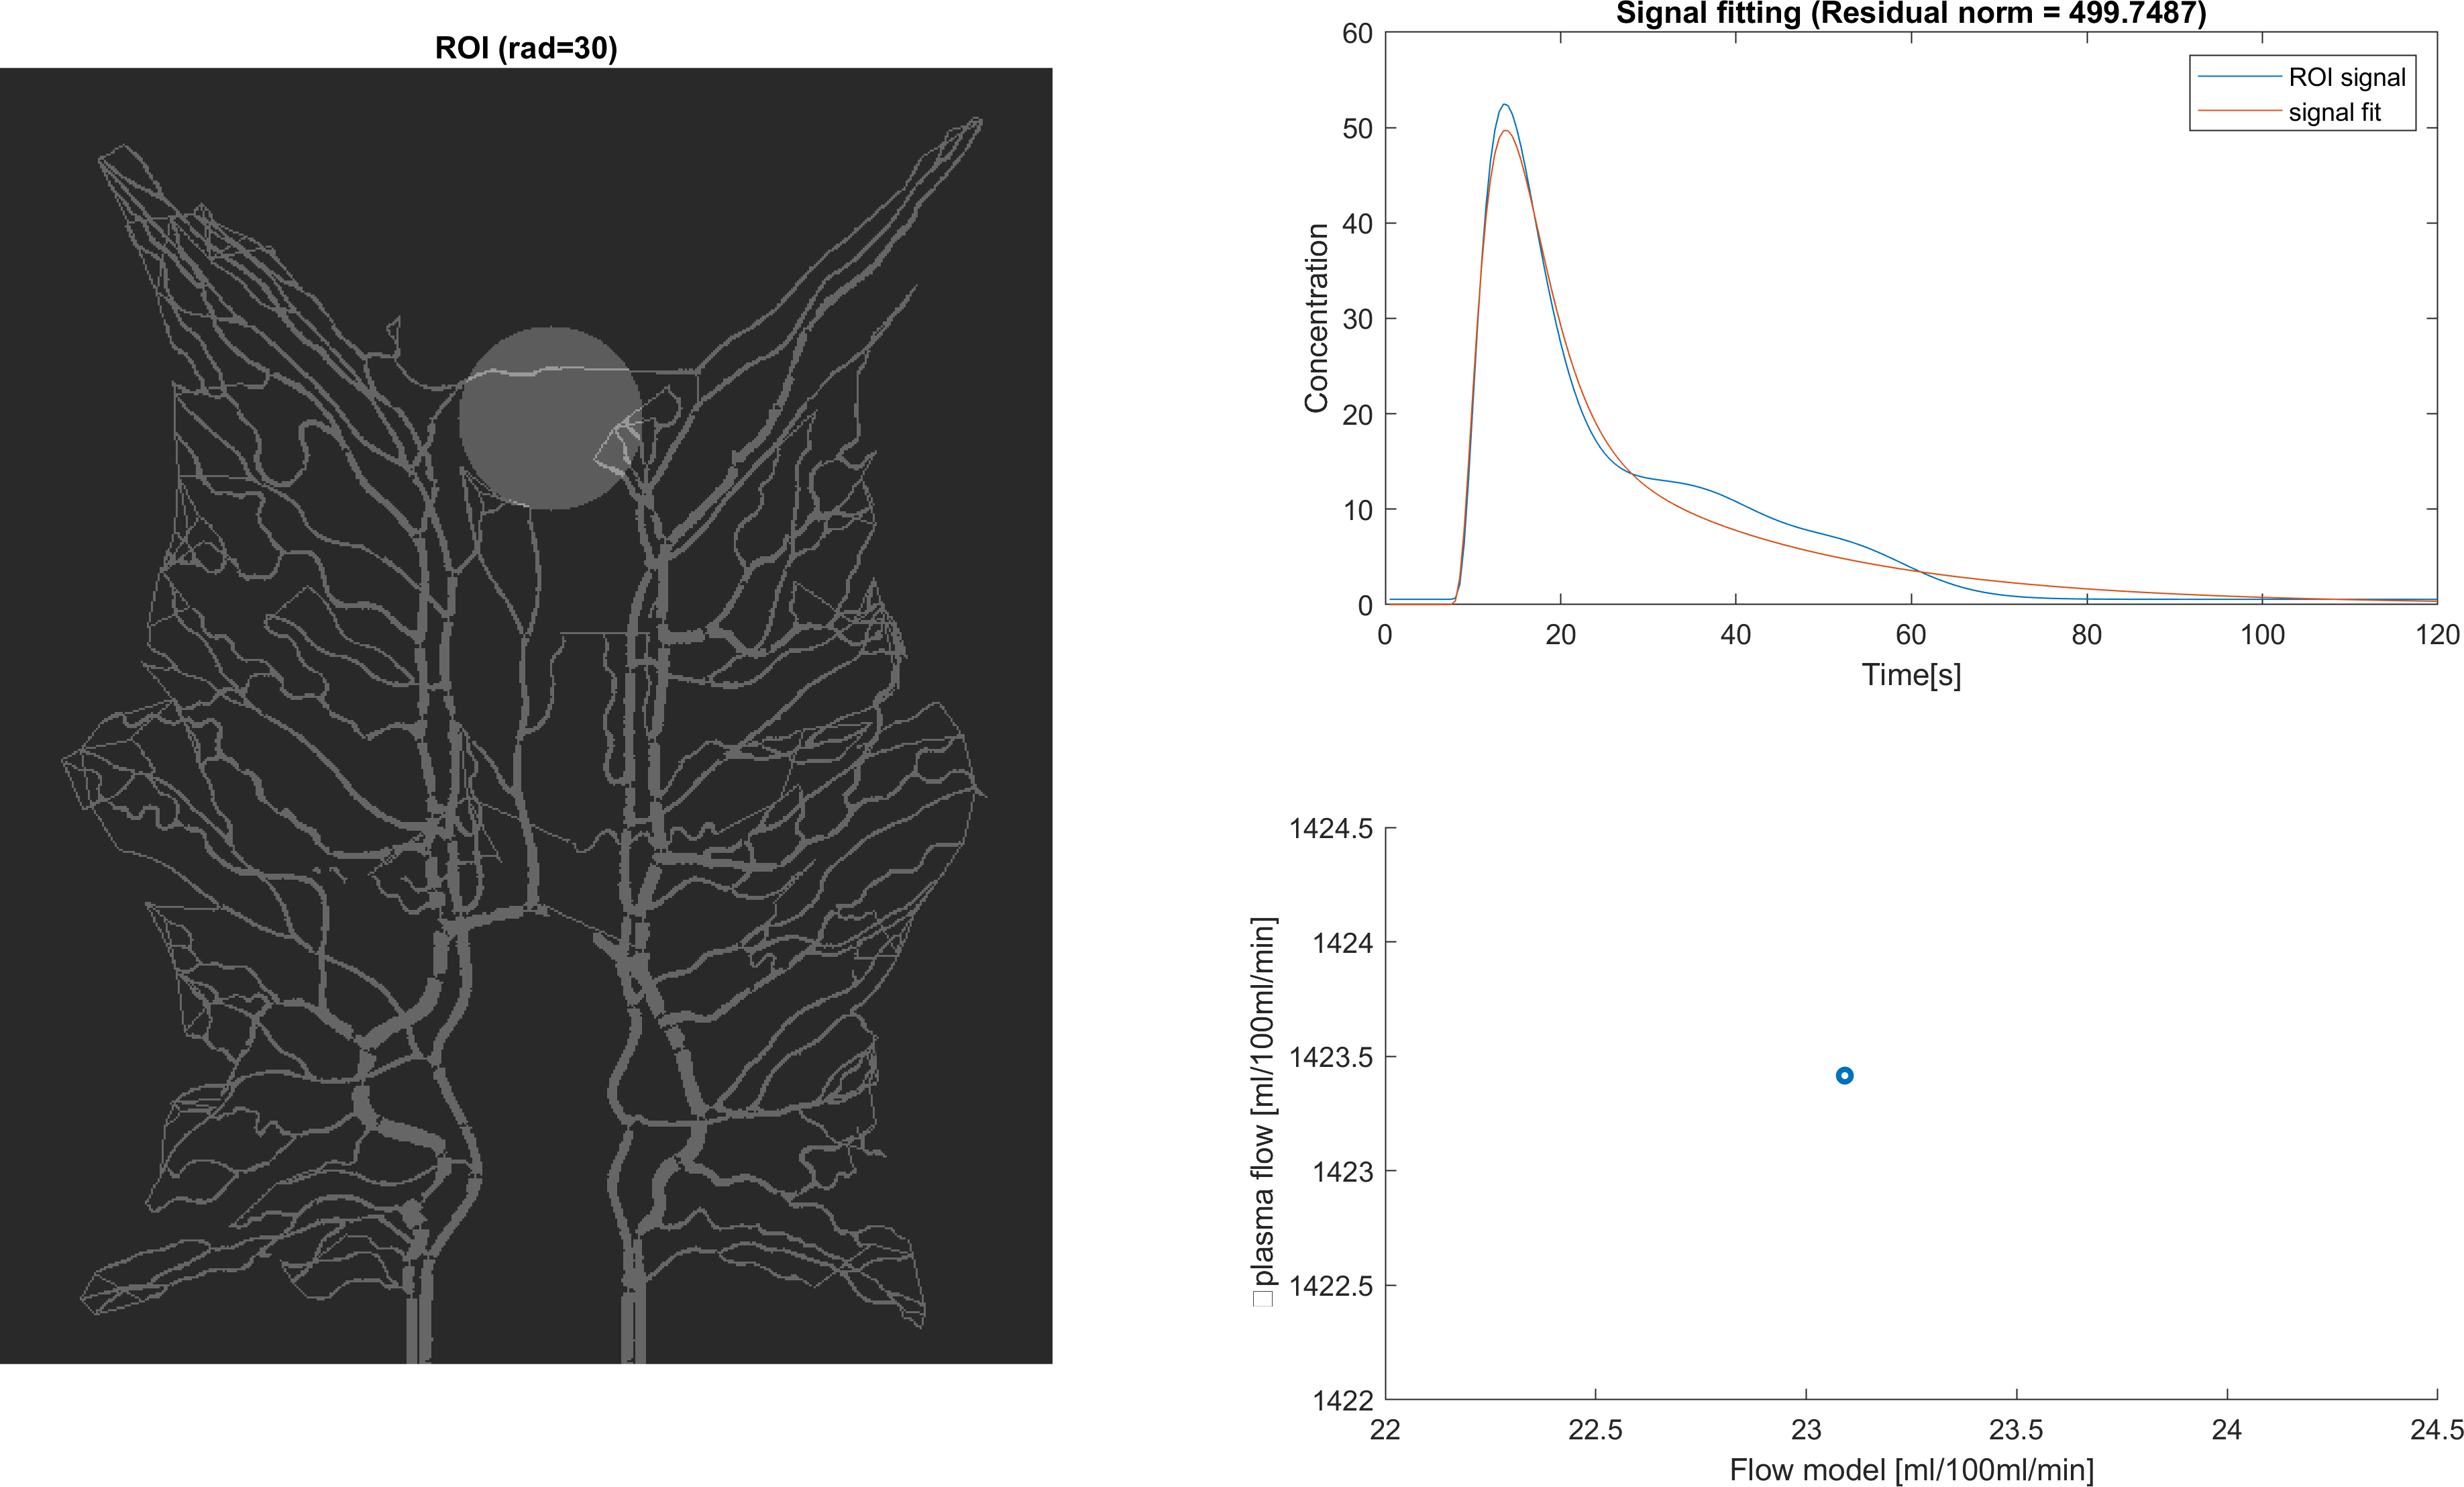 ROI (rad=30)
Signal fitting (Residual norm = 499.7487)
60
50
40
30
20
10
0
Concentration
ROI signal
signal fit
0 20 40 60 80 100 120
Time[s]
1424.5
1424
1423.5
1423
1422.5
1422
□plasma flow [ml/100ml/min]
22 22.5 23 23.5 24 24.5
Flow model [ml/100ml/min]